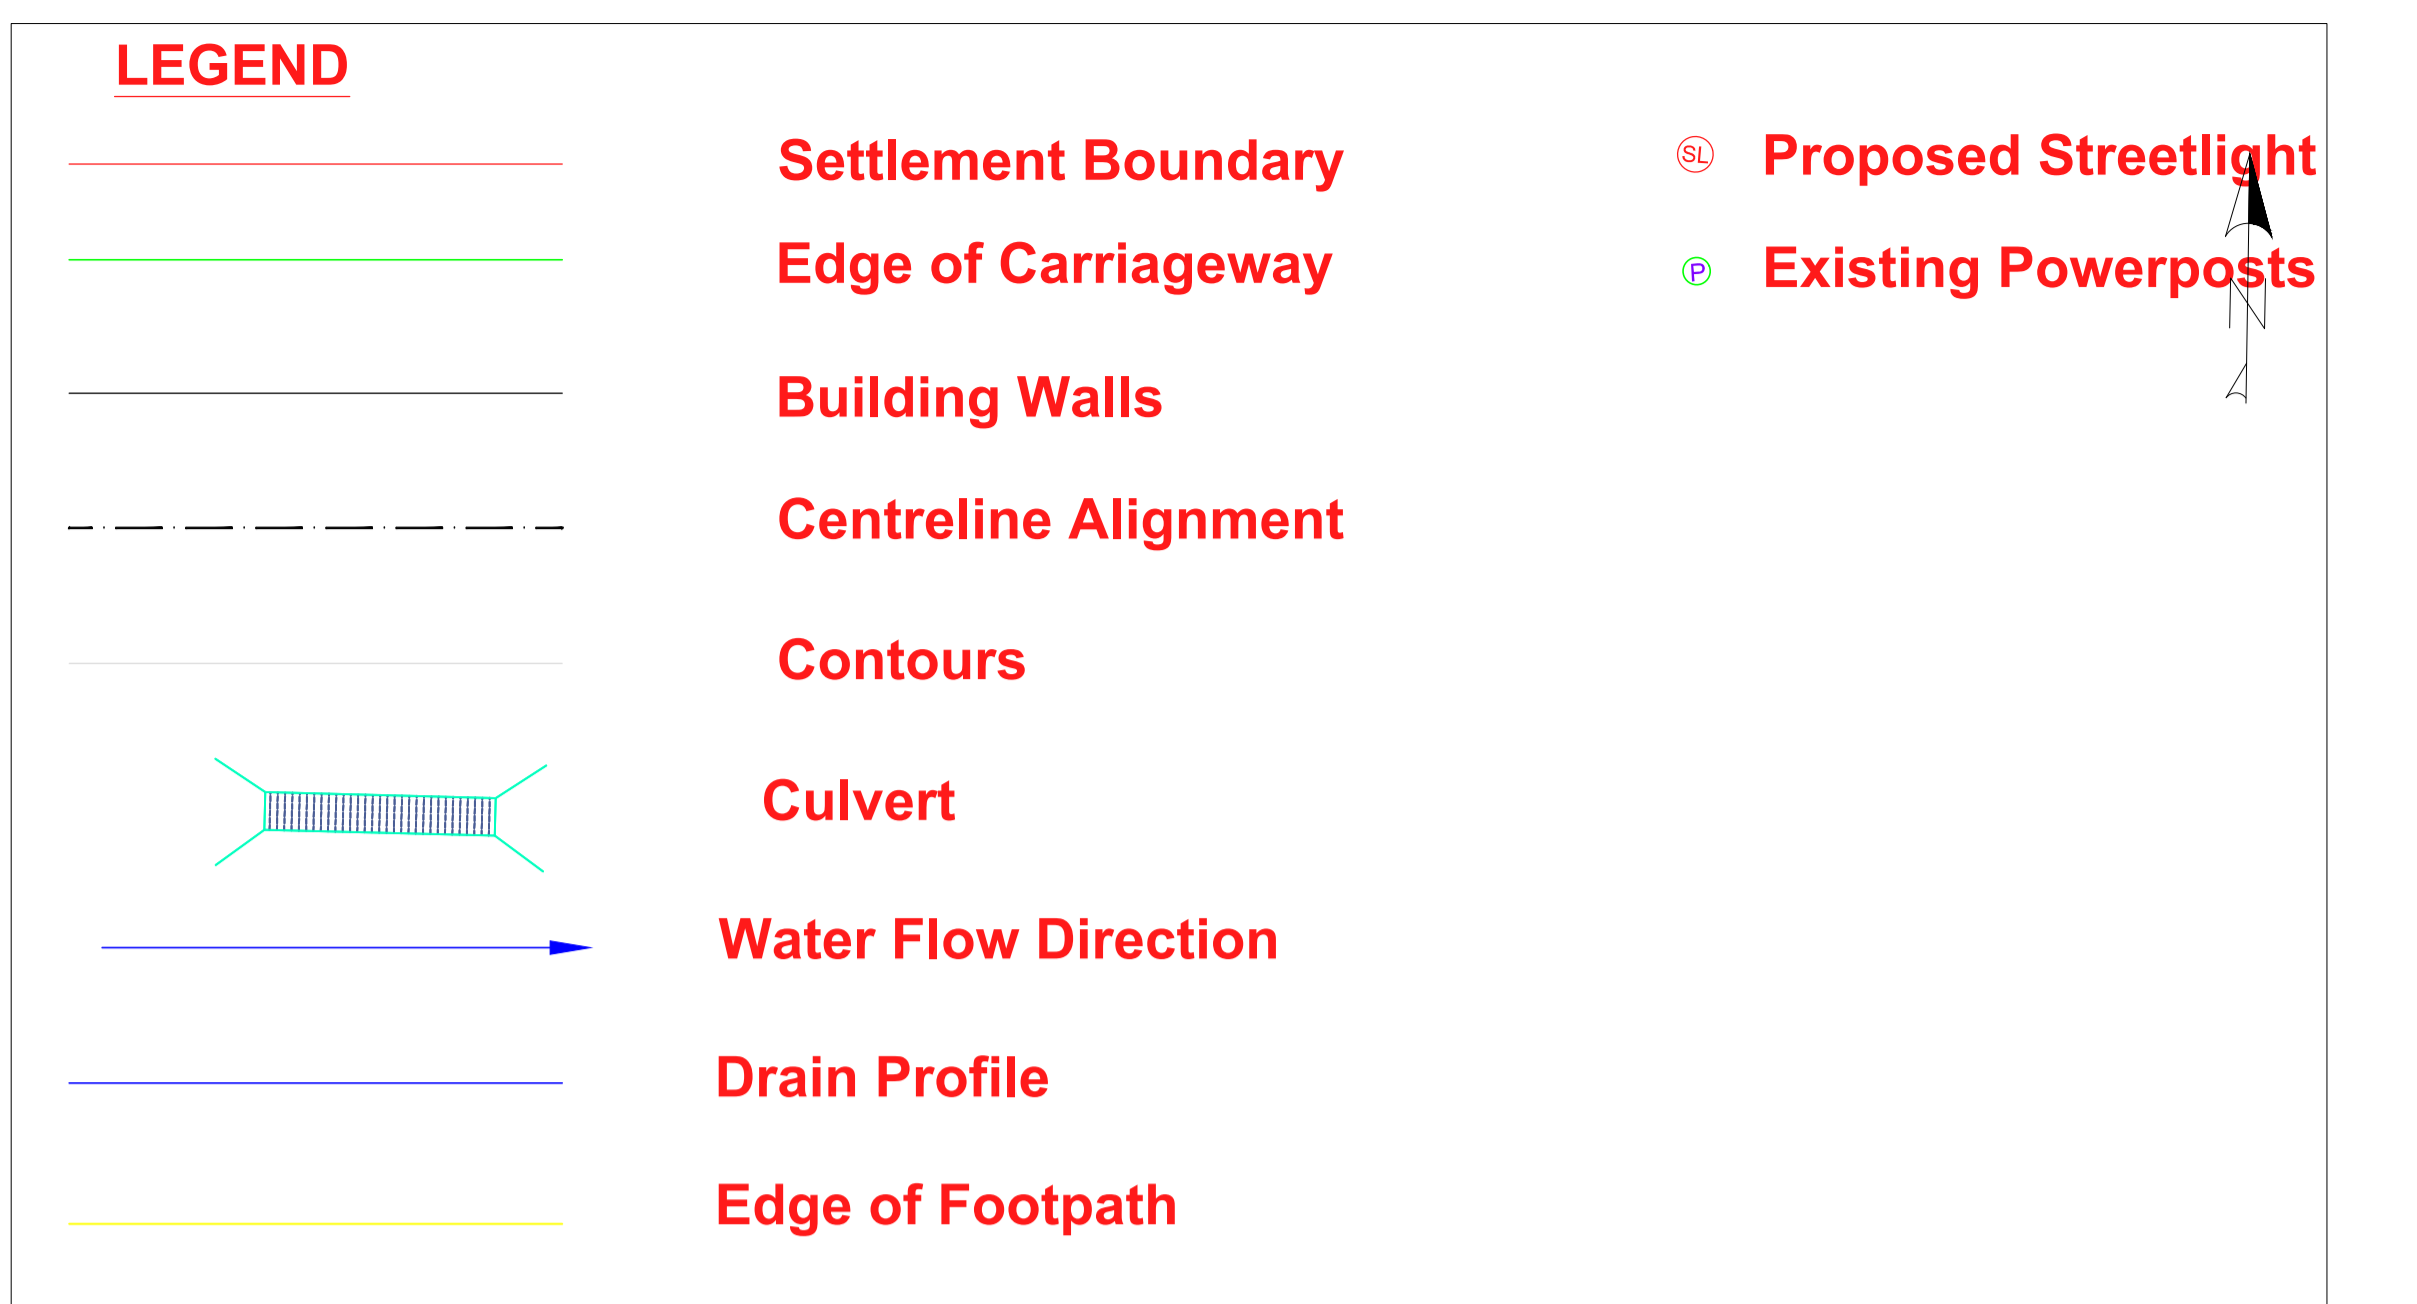 LEGEND
Settlement Boundary
Edge of Carriageway
Building Walls
Centreline Alignment
Contours
Culvert
Water Flow Direction
Drain Profile
Edge of Footpath
SL Proposed Streetlight
P Existing Powerposts
N